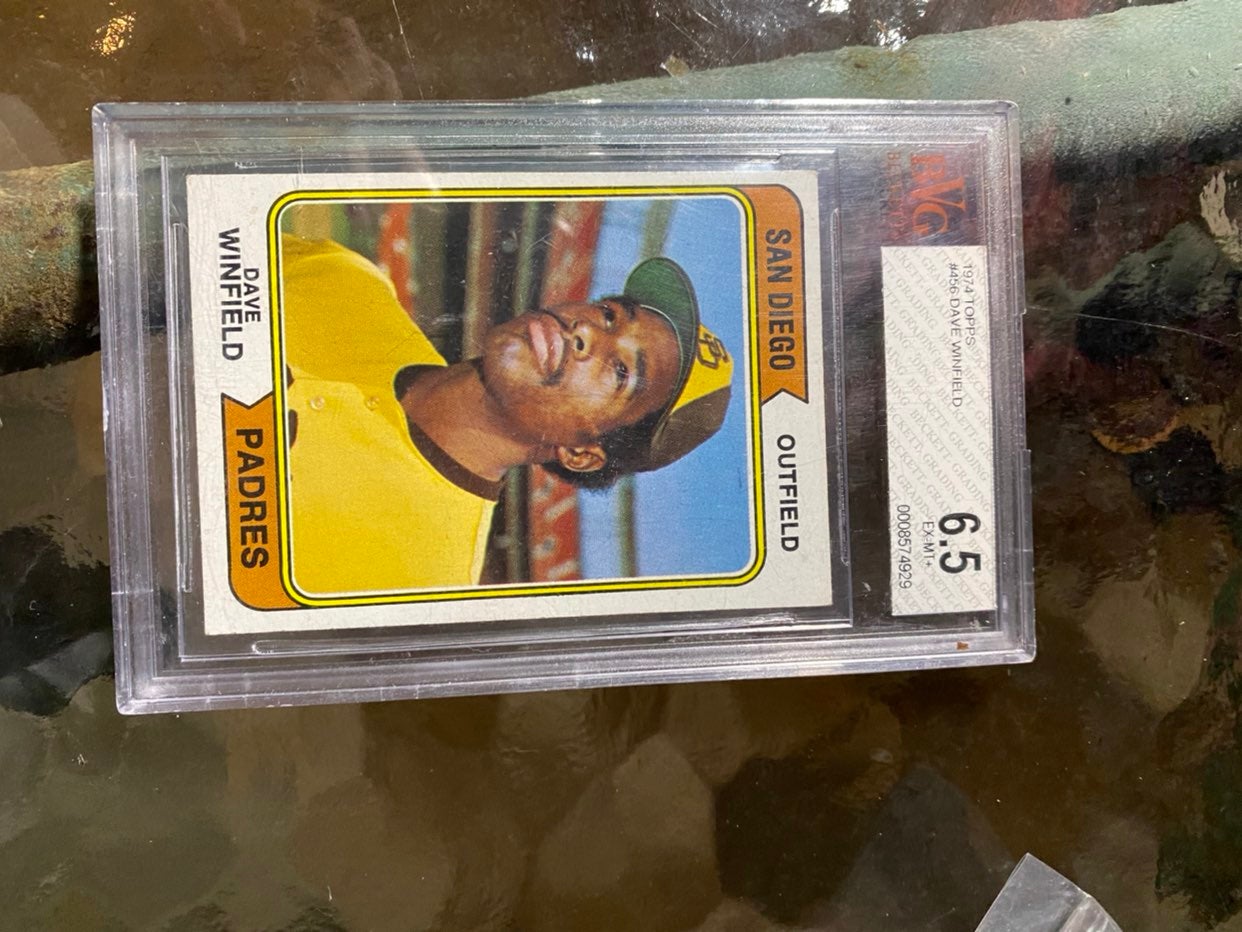 BVG
1974 TOPPS
#456 DAVE WINFIELD
6.5
EX-MT+
0008574929
SAN DIEGO
OUTFIELD
DAVE
WINFIELD
PADRES